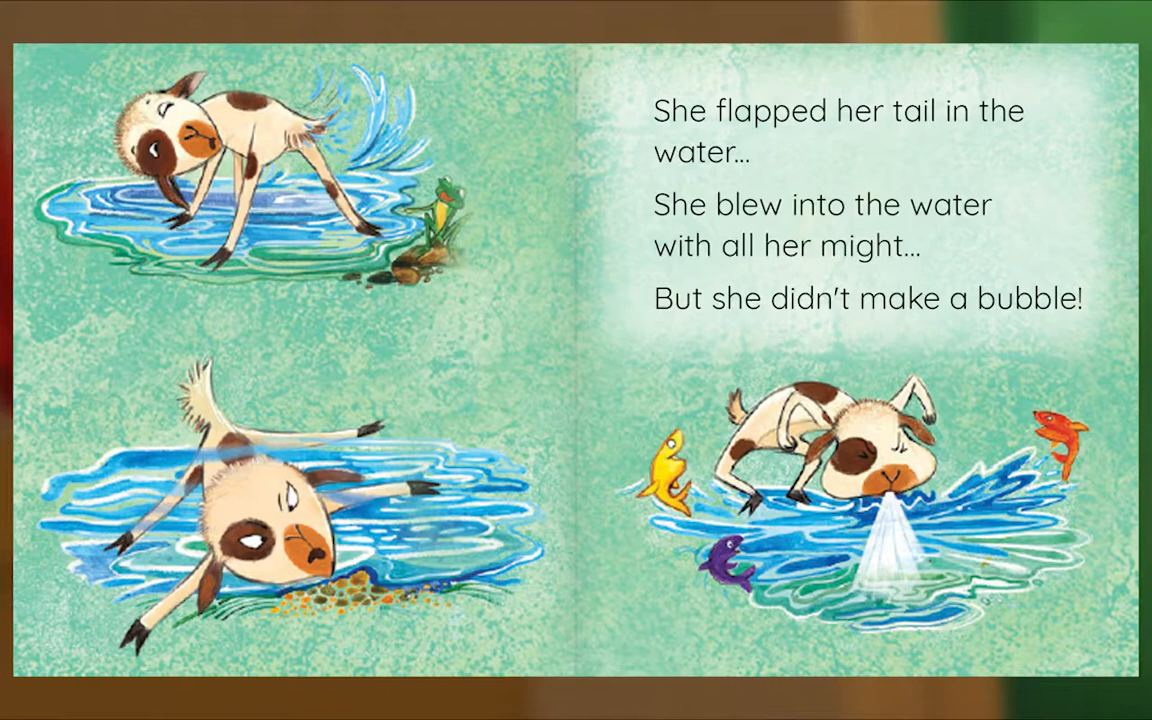 She flapped her tail in the
water...
She blew into the water
with all her might...
But she didn't make a bubble!